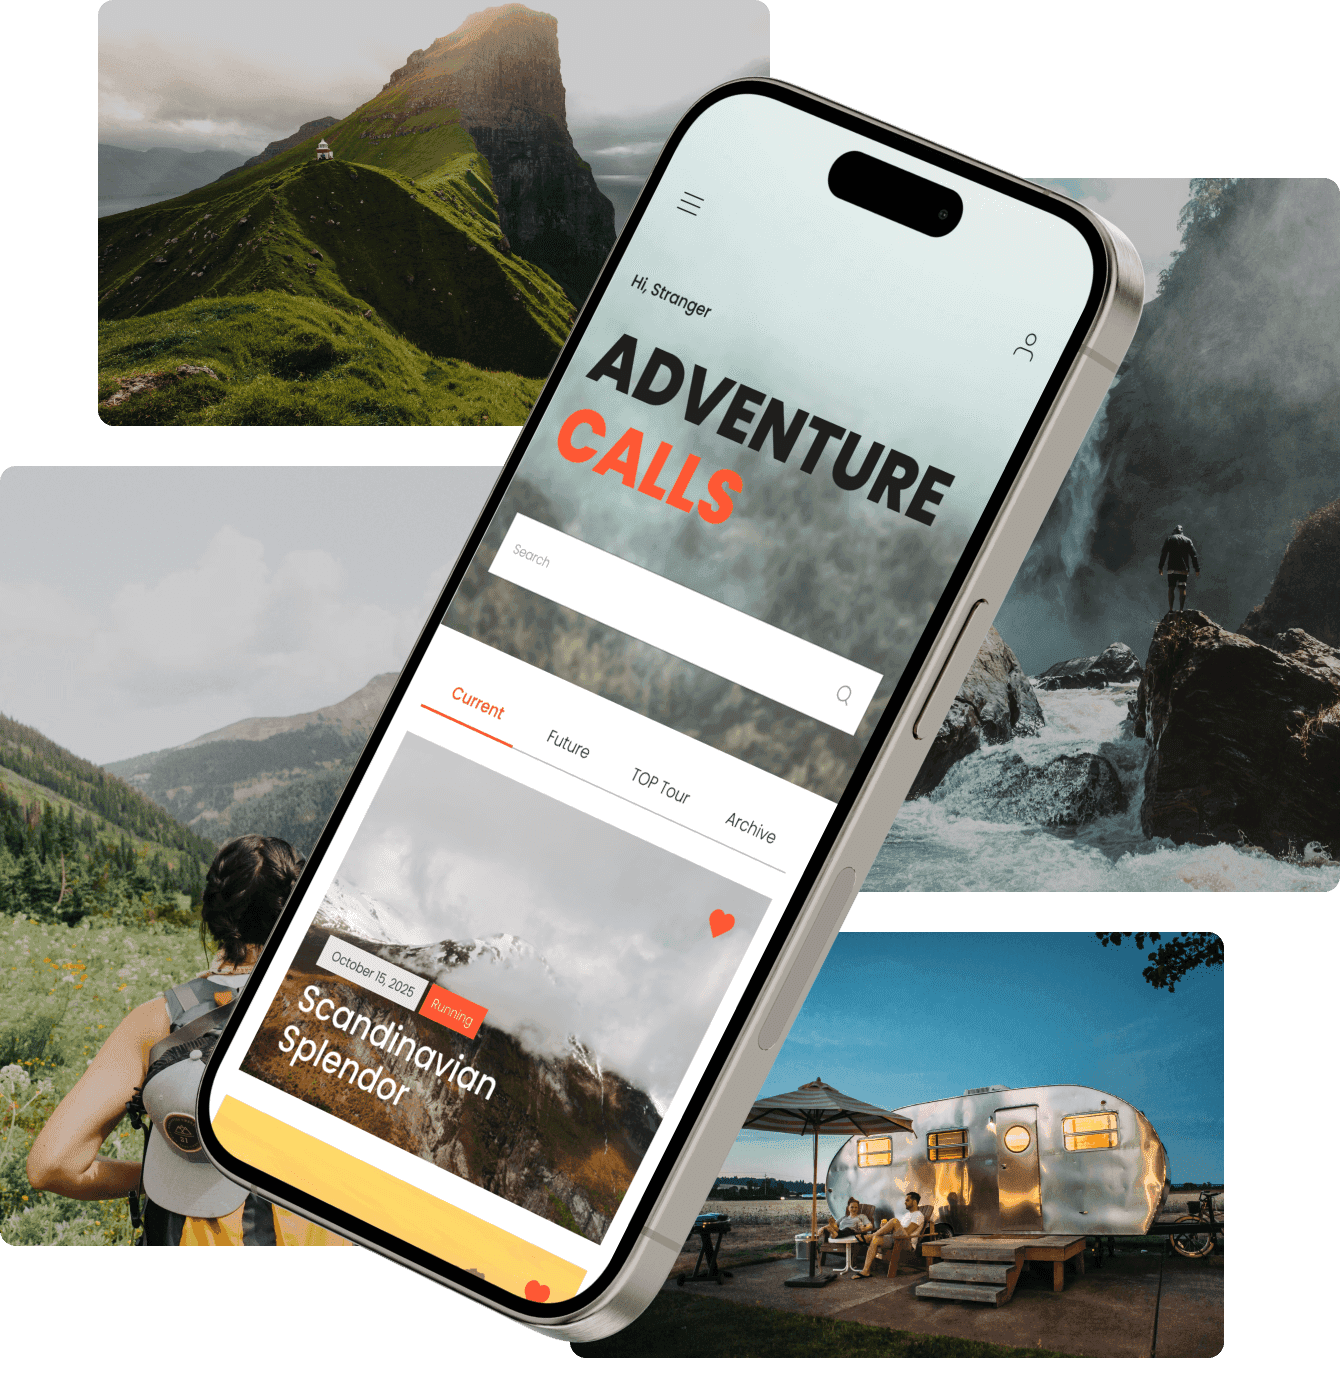 Hi, Stranger
ADVENTURE
CALLS
Search
Current Future TOP Tour Archive
October 15, 2025 Running
Scandinavian
Splendor